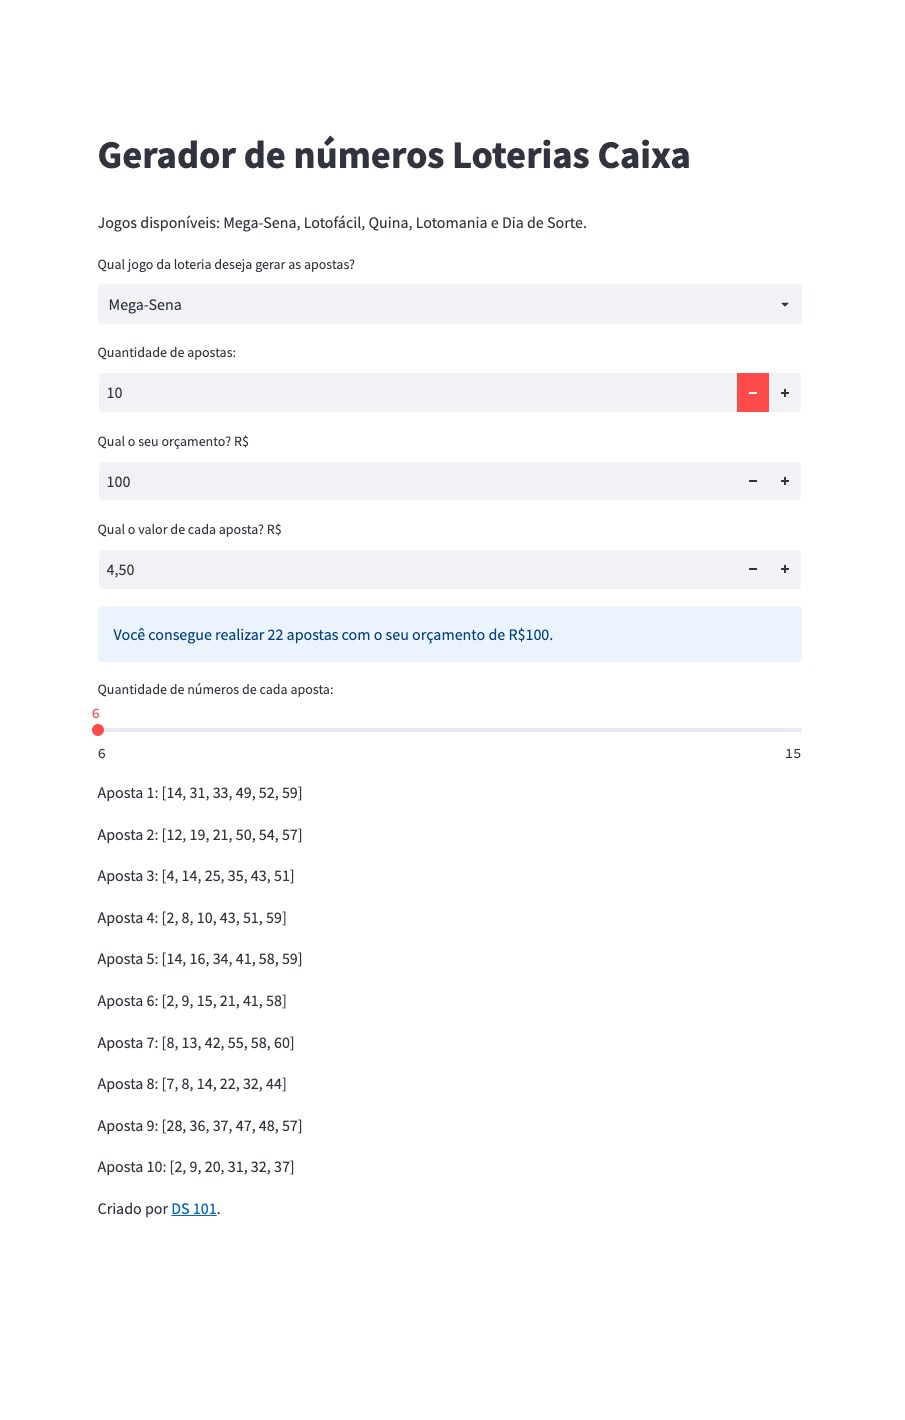 Gerador de números Loterias Caixa
Jogos disponíveis: Mega-Sena, Lotofácil, Quina, Lotomania e Dia de Sorte.
Qual jogo da loteria deseja gerar as apostas?
Mega-Sena
Quantidade de apostas:
10
Qual o seu orçamento? R$
100
Qual o valor de cada aposta? R$
4,50
Você consegue realizar 22 apostas com o seu orçamento de R$100.
Quantidade de números de cada aposta:
6
6 15
Aposta 1: [14, 31, 33, 49, 52, 59]
Aposta 2: [12, 19, 21, 50, 54, 57]
Aposta 3: [4, 14, 25, 35, 43, 51]
Aposta 4: [2, 8, 10, 43, 51, 59]
Aposta 5: [14, 16, 34, 41, 58, 59]
Aposta 6: [2, 9, 15, 21, 41, 58]
Aposta 7: [8, 13, 42, 55, 58, 60]
Aposta 8: [7, 8, 14, 22, 32, 44]
Aposta 9: [28, 36, 37, 47, 48, 57]
Aposta 10: [2, 9, 20, 31, 32, 37]
Criado por DS 101.